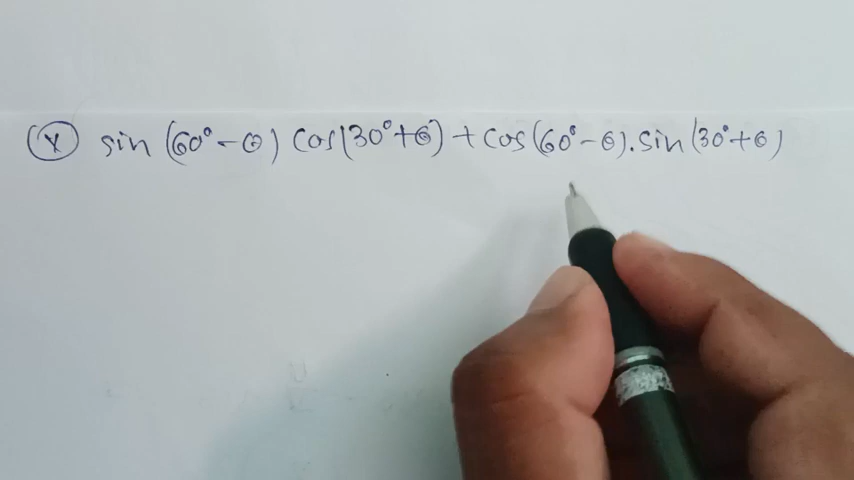 (x) sin (60° - θ) cos(30° + θ) + cos(60° - θ). sin (30° + θ)